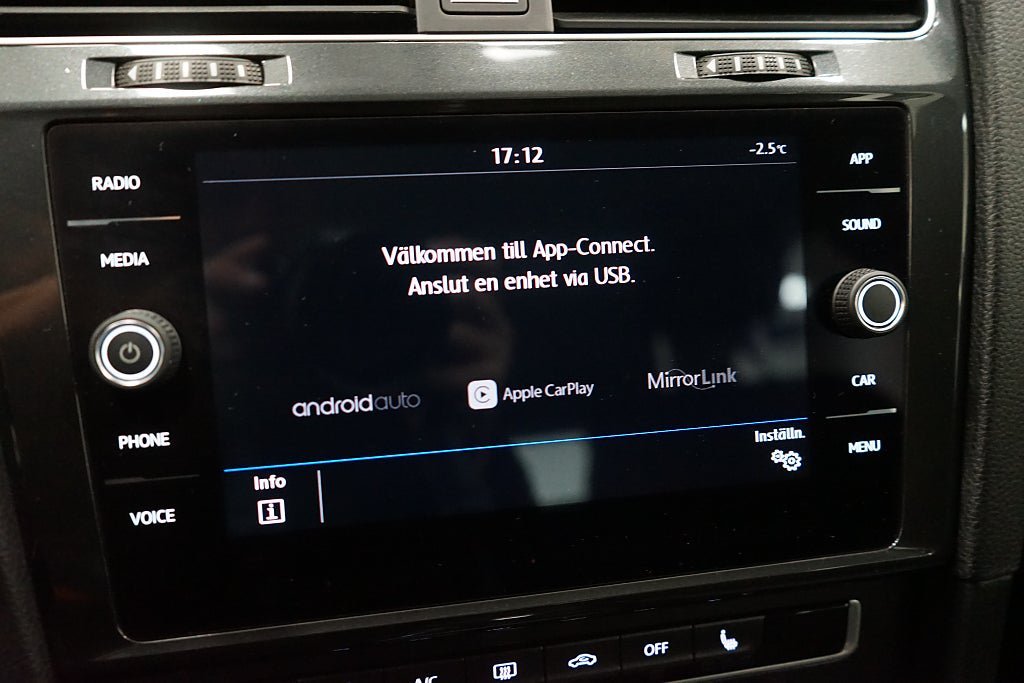 17:12
-2.5°C
RADIO
MEDIA
PHONE
VOICE
Välkommen till App-Connect.
Anslut en enhet via USB.
androidauto
Apple CarPlay
MirrorLink
Info
i
Inställn.
APP
SOUND
CAR
MENU
A/C
OFF